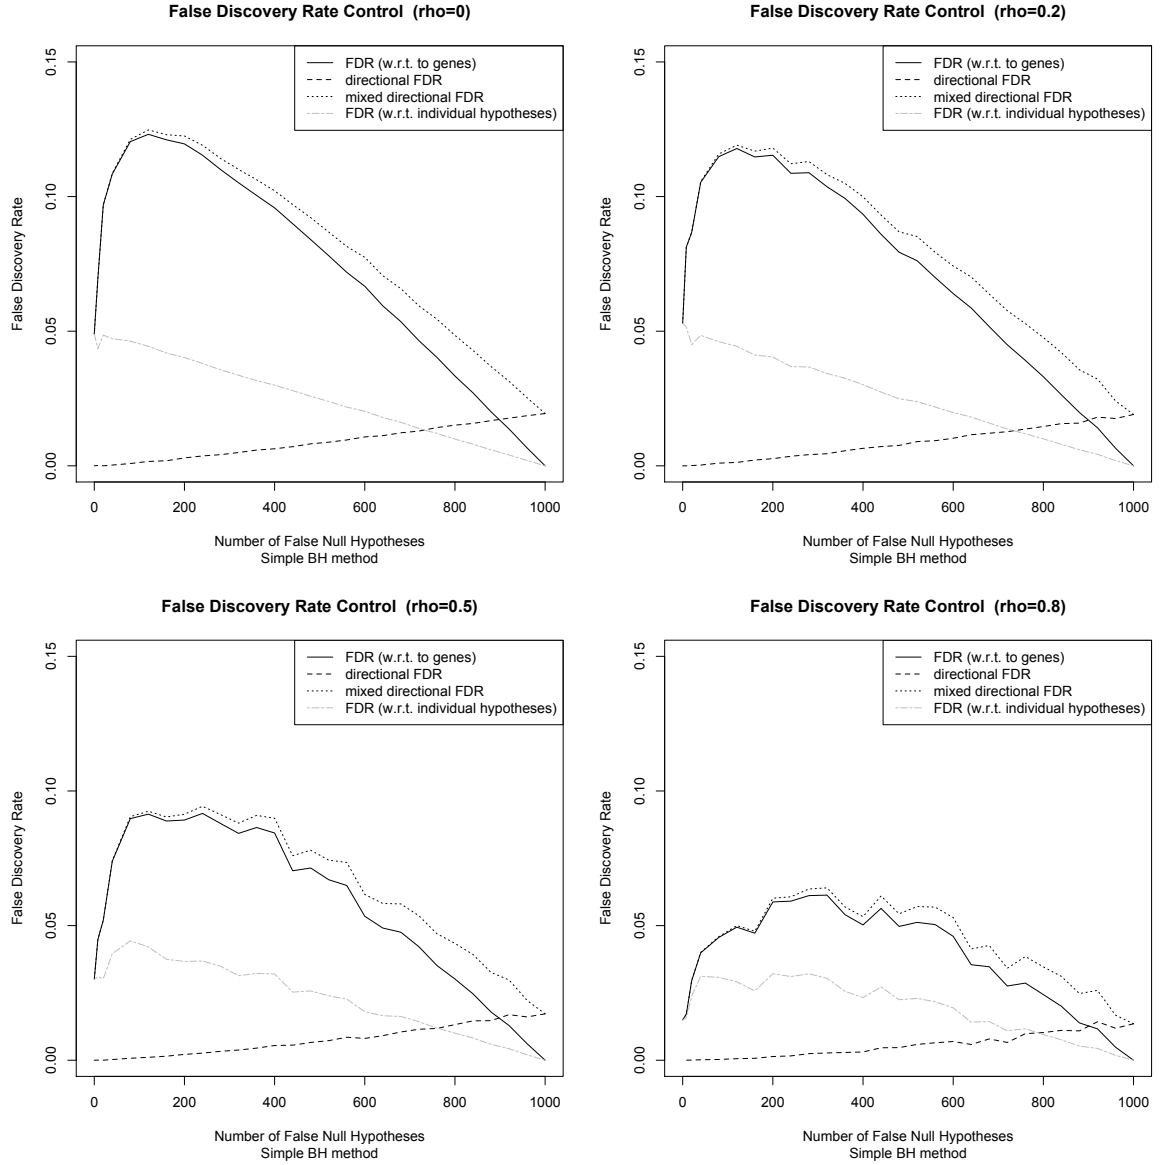 False Discovery Rate Control  (rho=0)
0.15
0.10
0.05
0.00
False Discovery Rate
FDR (w.r.t. to genes)
directional FDR
mixed directional FDR
FDR (w.r.t. individual hypotheses)
0 200 400 600 800 1000
Number of False Null Hypotheses
Simple BH method
False Discovery Rate Control  (rho=0.2)
0.15
0.10
0.05
0.00
False Discovery Rate
FDR (w.r.t. to genes)
directional FDR
mixed directional FDR
FDR (w.r.t. individual hypotheses)
0 200 400 600 800 1000
Number of False Null Hypotheses
Simple BH method
False Discovery Rate Control  (rho=0.5)
0.15
0.10
0.05
0.00
False Discovery Rate
FDR (w.r.t. to genes)
directional FDR
mixed directional FDR
FDR (w.r.t. individual hypotheses)
0 200 400 600 800 1000
Number of False Null Hypotheses
Simple BH method
False Discovery Rate Control  (rho=0.8)
0.15
0.10
0.05
0.00
False Discovery Rate
FDR (w.r.t. to genes)
directional FDR
mixed directional FDR
FDR (w.r.t. individual hypotheses)
0 200 400 600 800 1000
Number of False Null Hypotheses
Simple BH method